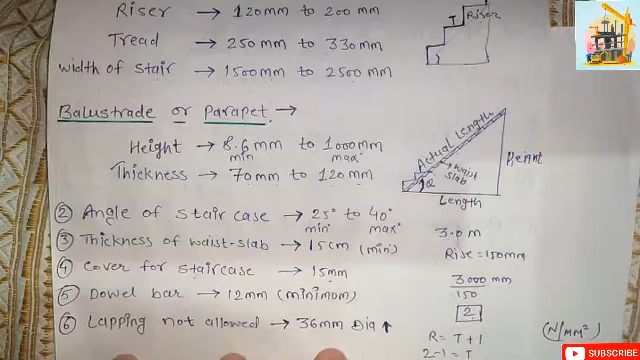 Riser → 120mm to 200mm
Tread → 250mm to 330mm
width of stair → 1500mm to 2500mm
T Riser
Balustrade or Parapet →
Height → 8.6mm to 1000mm
min max
Thickness → 70mm to 120mm
Actual Length
waist
slab
Height
Length
② Angle of staircase → 25° to 40°
min max
③ Thickness of waist-slab → 15cm (min)
④ Cover for staircase → 15mm
⑤ Dowel bar → 12mm (minimum)
⑥ Lapping not allowed → 36mm Dia ↑
3.0m
Rise = 150mm
3000 mm
150
2
R = T + 1
2-1 = T
(N/mm²)
SUBSCRIBE